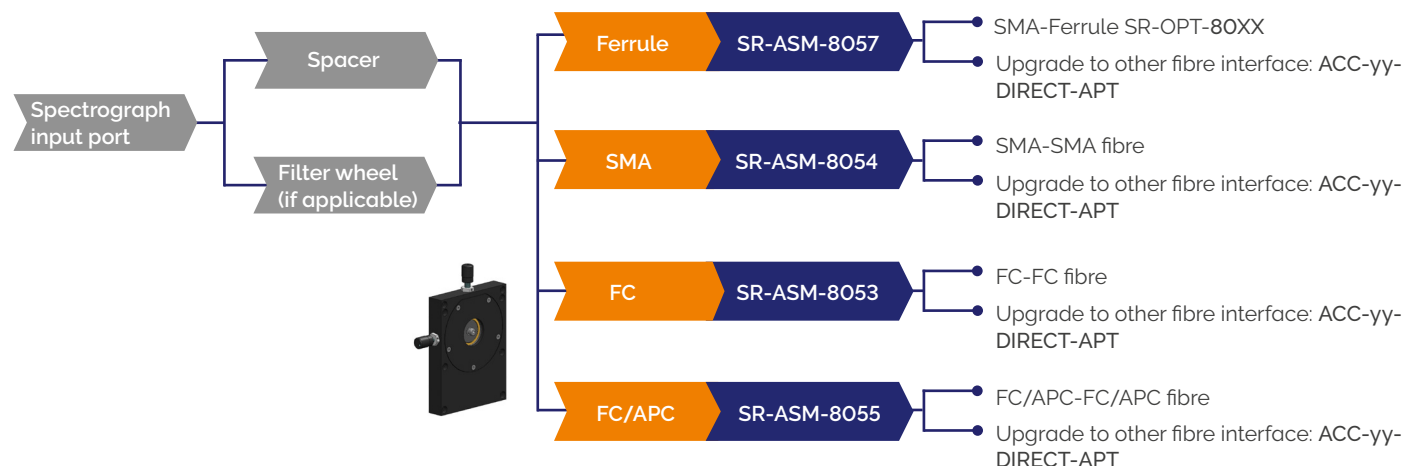 Spectrograph
input port
Spacer
Filter wheel
(if applicable)
Ferrule
SR-ASM-8057
SMA-Ferrule SR-OPT-80XX
Upgrade to other fibre interface: ACC-yy-
DIRECT-APT
SMA
SR-ASM-8054
SMA-SMA fibre
Upgrade to other fibre interface: ACC-yy-
DIRECT-APT
FC
SR-ASM-8053
FC-FC fibre
Upgrade to other fibre interface: ACC-yy-
DIRECT-APT
FC/APC
SR-ASM-8055
FC/APC-FC/APC fibre
Upgrade to other fibre interface: ACC-yy-
DIRECT-APT